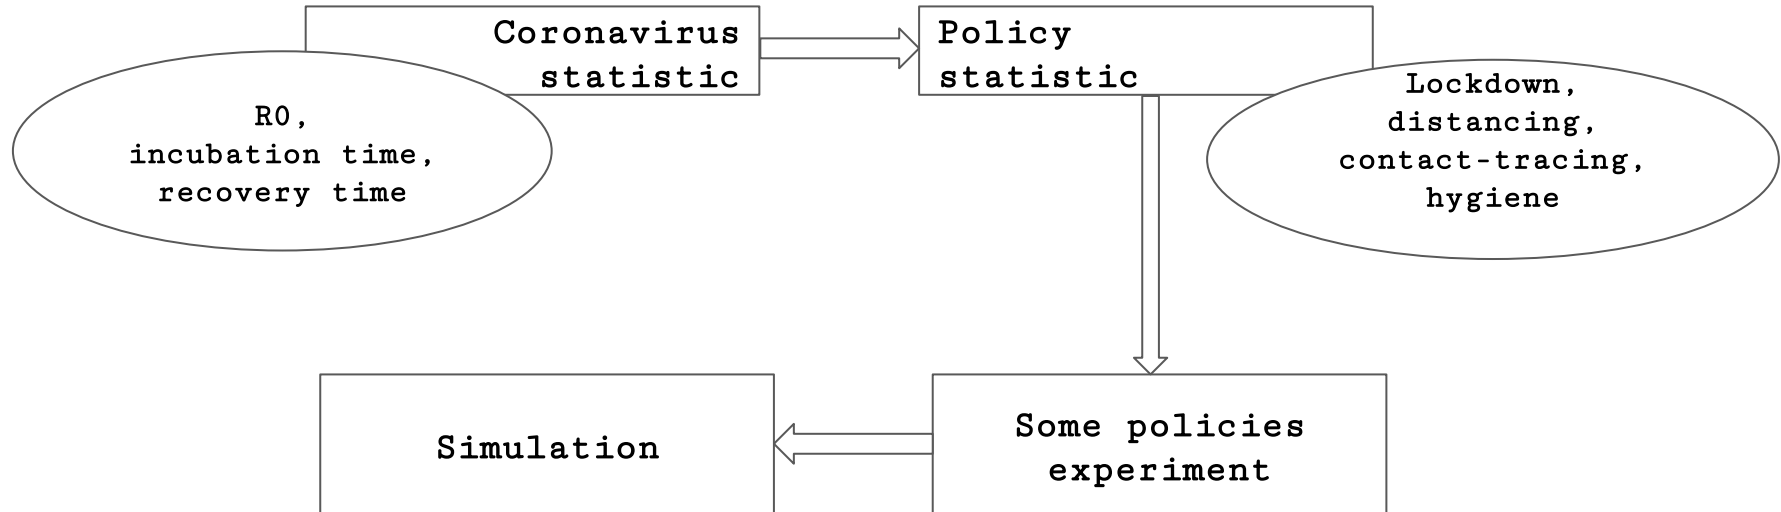 Coronavirus
statistic
R0,
incubation time,
recovery time
Policy
statistic
Lockdown,
distancing,
contact-tracing,
hygiene
Some policies
experiment
Simulation